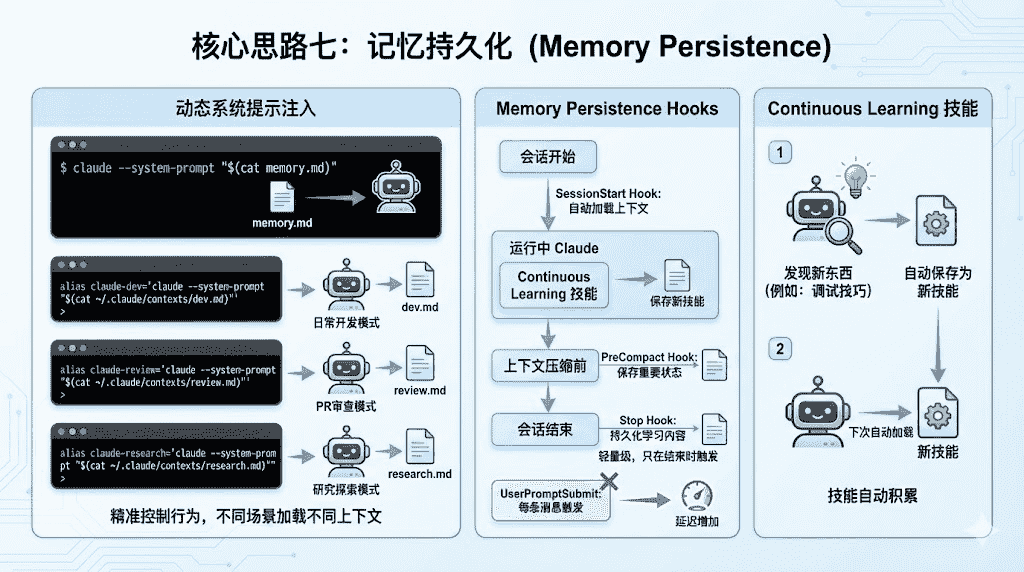 核心思路七：记忆持久化 (Memory Persistence)
动态系统提示注入
$ claude --system-prompt "$(cat memory.md)"
memory.md
alias claude-dev='claude --system-prompt
"$(cat ~/.claude/contexts/dev.md)"'
>
日常开发模式
dev.md
alias claude-review='claude --system-prompt
"$(cat ~/.claude/contexts/review.md)"'
>
PR审查模式
review.md
alias claude-research='claude --system-prom
pt "$(cat ~/.claude/contexts/research.md)"'
>
研究探索模式
research.md
精准控制行为，不同场景加载不同上下文
Memory Persistence Hooks
会话开始
SessionStart Hook:
自动加载上下文
运行中 Claude
Continuous
Learning 技能
保存新技能
上下文压缩前
PreCompact Hook:
保存重要状态
会话结束
Stop Hook:
持久化学习内容
轻量级，只在结束时触发
UserPromptSubmit:
每条消息触发
延迟增加
Continuous Learning 技能
1
发现新东西
(例如：调试技巧)
自动保存为
新技能
2
下次自动加载
新技能
技能自动积累